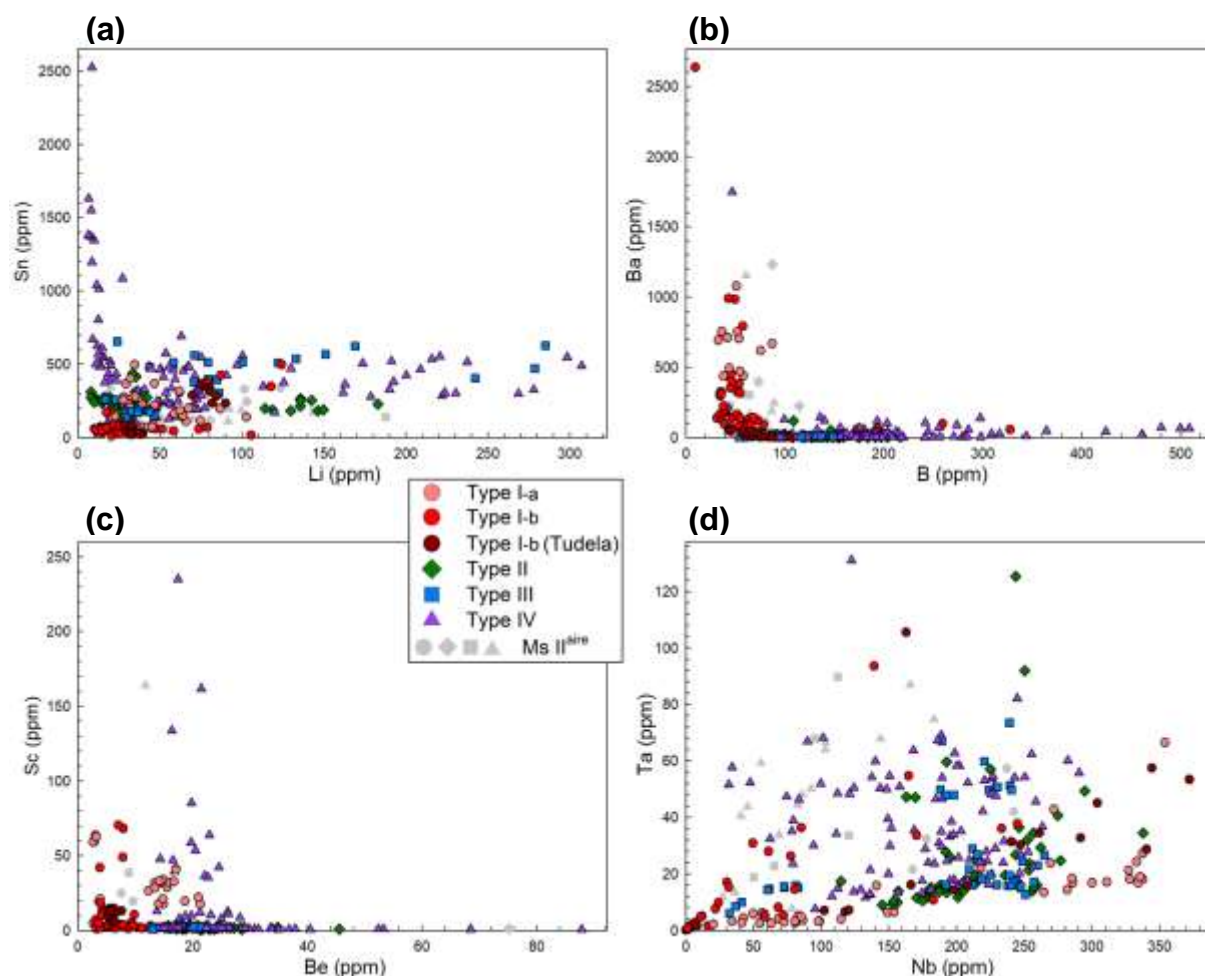 (a)
2500
2000
1500
1000
500
0
Sn (ppm)
0 50 100 150 200 250 300
Li (ppm)
(b)
2500
2000
1500
1000
500
0
Ba (ppm)
0 100 200 300 400 500
B (ppm)
(c)
250
200
150
100
50
0
Sc (ppm)
0 20 40 60 80
Be (ppm)
Type I-a
Type I-b
Type I-b (Tudela)
Type II
Type III
Type IV
Ms II aire
(d)
120
100
80
60
40
20
0
Ta (ppm)
0 50 100 150 200 250 300 350
Nb (ppm)